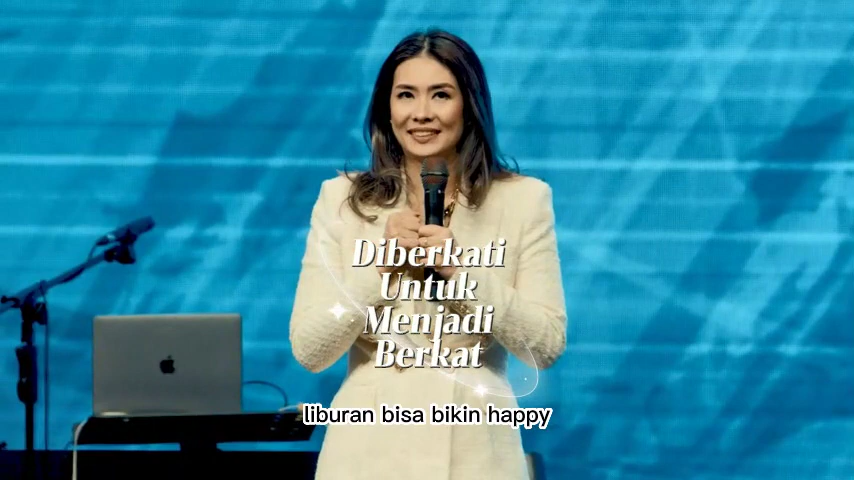 Diberkati
Untuk
Menjadi
Berkat
liburan bisa bikin happy